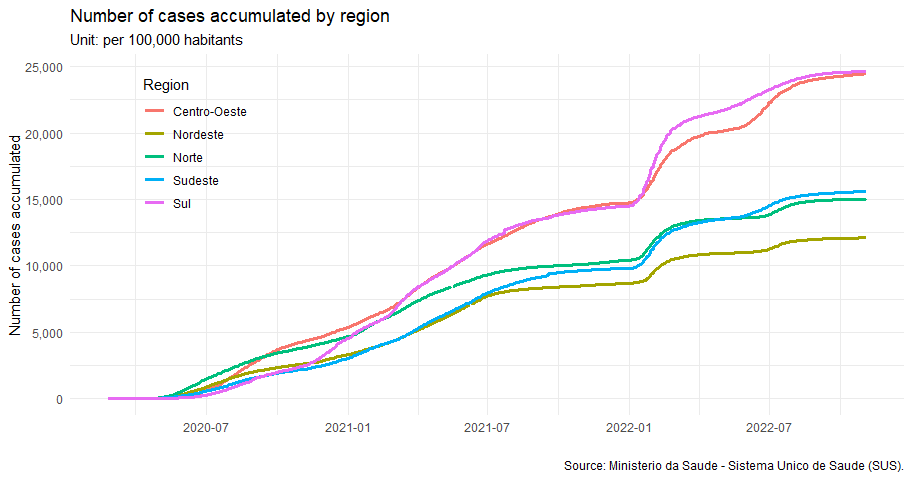 Number of cases accumulated by region
Unit: per 100,000 habitants
Number of cases accumulated
25,000
20,000
15,000
10,000
5,000
0
Region
Centro-Oeste
Nordeste
Norte
Sudeste
Sul
2020-07
2021-01
2021-07
2022-01
2022-07
Source: Ministerio da Saude - Sistema Unico de Saude (SUS).